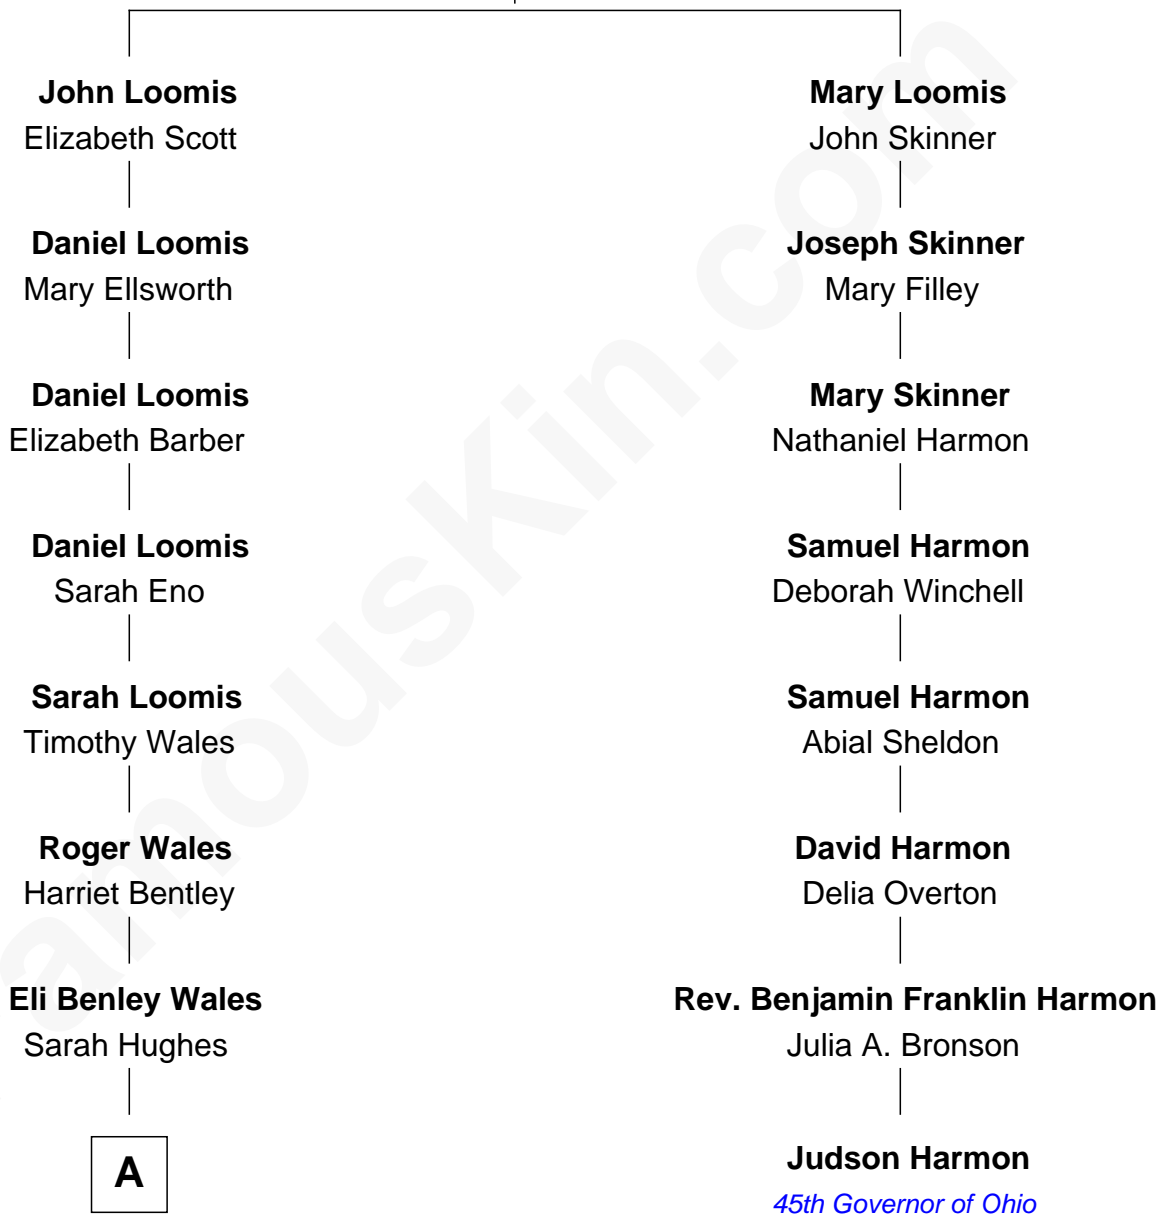 John Loomis
Elizabeth Scott
Daniel Loomis
Mary Ellsworth
Daniel Loomis
Elizabeth Barber
Daniel Loomis
Sarah Eno
Sarah Loomis
Timothy Wales
Roger Wales
Harriet Bentley
Eli Benley Wales
Sarah Hughes
A
Mary Loomis
John Skinner
Joseph Skinner
Mary Filley
Mary Skinner
Nathaniel Harmon
Samuel Harmon
Deborah Winchell
Samuel Harmon
Abial Sheldon
David Harmon
Delia Overton
Rev. Benjamin Franklin Harmon
Julia A. Bronson
Judson Harmon
45th Governor of Ohio
amousKin.com